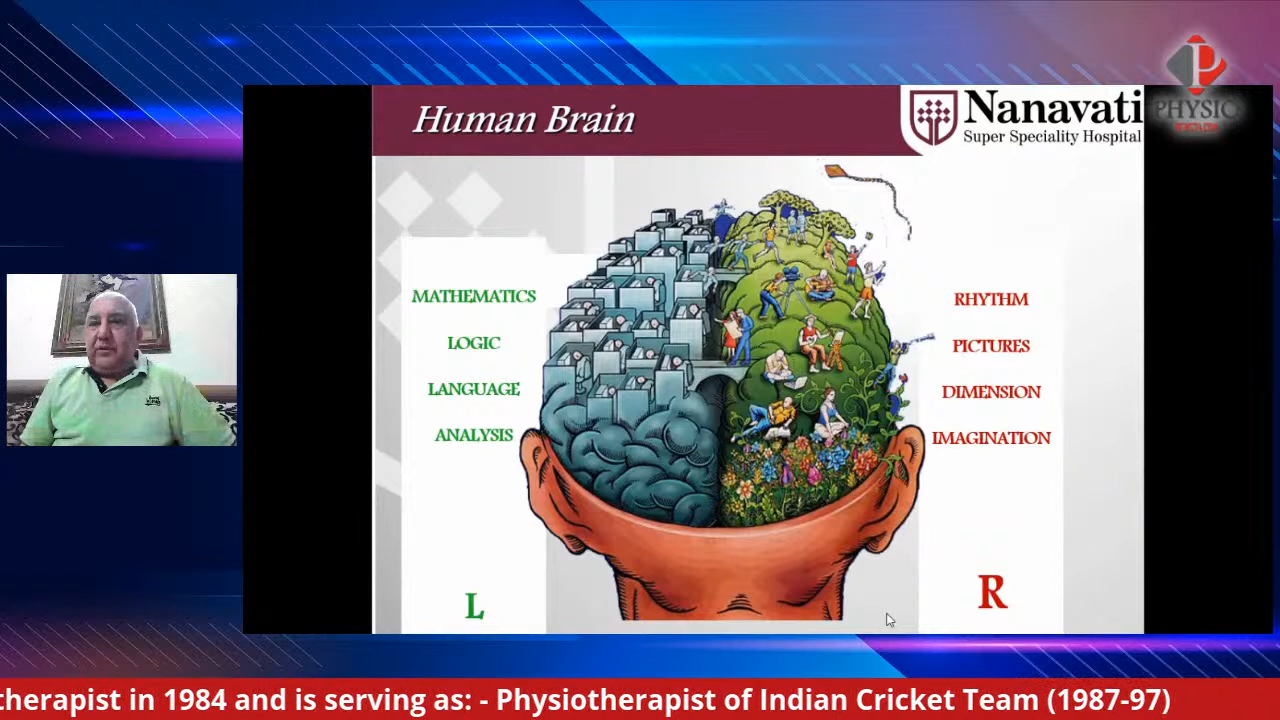 Human Brain
Nanavati
Super Speciality Hospital
P
PHYSIO
MATHEMATICS
LOGIC
LANGUAGE
ANALYSIS
RHYTHM
PICTURES
DIMENSION
IMAGINATION
L
R
therapist in 1984 and is serving as: - Physiotherapist of Indian Cricket Team (1987-97)